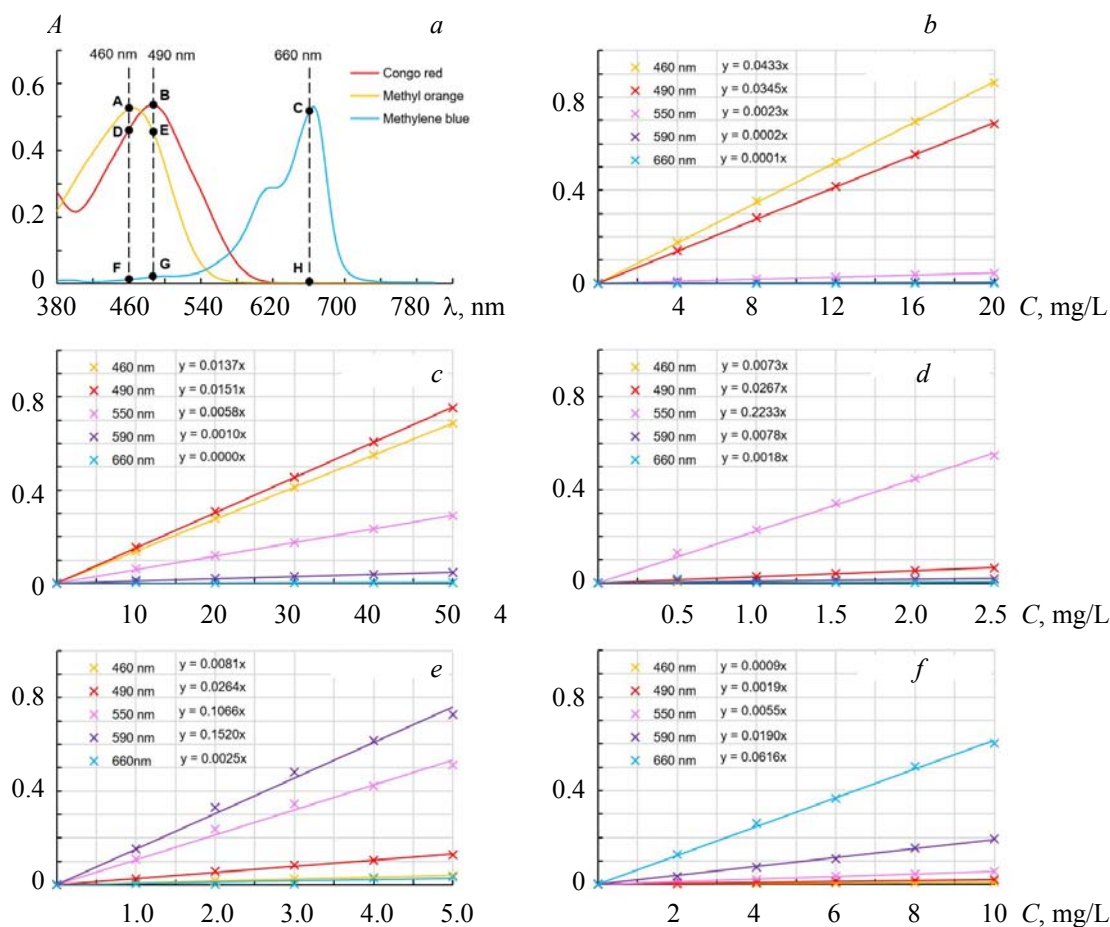 A
a
460 nm 490 nm 660 nm
0.6
0.4
0.2
0
A B C
D E
F G H
Congo red
Methyl orange
Methylene blue
380 460 540 620 700 780 λ, nm
b
0.8
0.4
0
460 nm y = 0.0433x
490 nm y = 0.0345x
550 nm y = 0.0023x
590 nm y = 0.0002x
660 nm y = 0.0001x
4 8 12 16 20 C, mg/L
c
0.8
0.4
0
460 nm y = 0.0137x
490 nm y = 0.0151x
550 nm y = 0.0058x
590 nm y = 0.0010x
660 nm y = 0.0000x
10 20 30 40 50 4
d
0.8
0.4
0
460 nm y = 0.0073x
490 nm y = 0.0267x
550 nm y = 0.2233x
590 nm y = 0.0078x
660 nm y = 0.0018x
0.5 1.0 1.5 2.0 2.5 C, mg/L
e
0.8
0.4
0
460 nm y = 0.0081x
490 nm y = 0.0264x
550 nm y = 0.1066x
590 nm y = 0.1520x
660nm y = 0.0025x
1.0 2.0 3.0 4.0 5.0
f
0.8
0.4
0
460 nm y = 0.0009x
490 nm y = 0.0019x
550 nm y = 0.0055x
590 nm y = 0.0190x
660 nm y = 0.0616x
2 4 6 8 10 C, mg/L